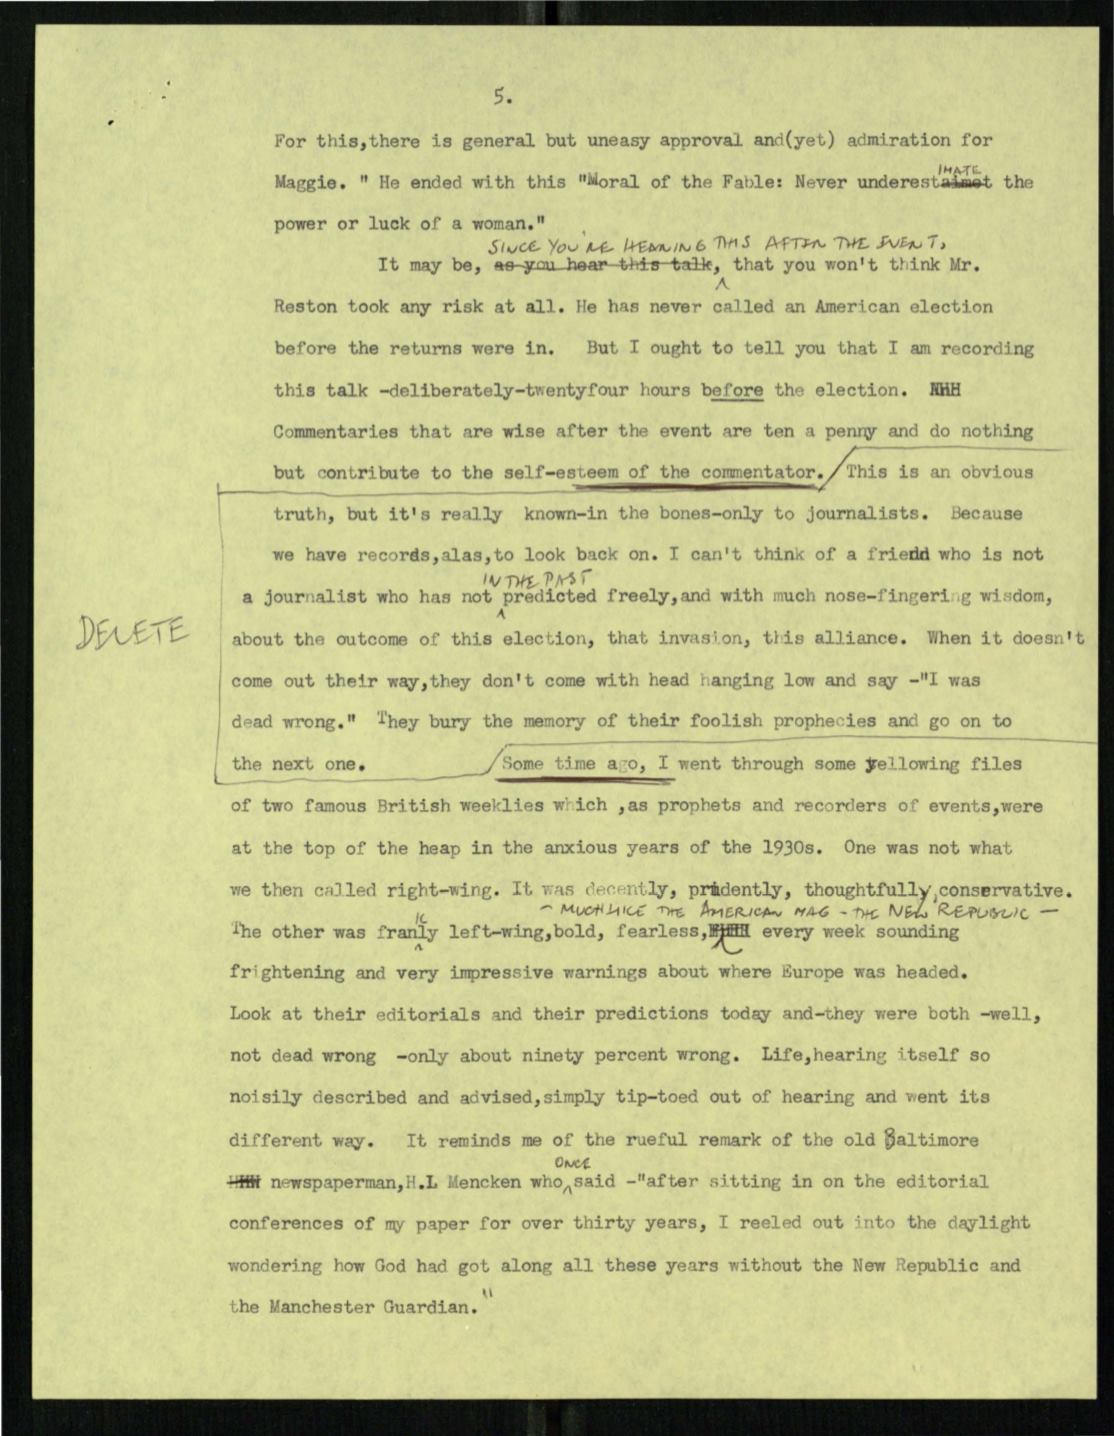 5.
For this,there is general but uneasy approval and(yet) admiration for
IMATE
Maggie. " He ended with this "Moral of the Fable: Never underestaimet the
power or luck of a woman."
SINCE YOU'RE HEARING THIS AFTER THE EVENT,
It may be, as you hear this talk, that you won't think Mr.
Reston took any risk at all. He has never called an American election
before the returns were in. But I ought to tell you that I am recording
this talk -deliberately-twentyfour hours before the election.
Commentaries that are wise after the event are ten a penny and do nothing
but contribute to the self-esteem of the commentator. This is an obvious
truth, but it's really known-in the bones-only to journalists. Because
we have records,alas,to look back on. I can't think of a friend who is not
IN THE PAST
a journalist who has not predicted freely,and with much nose-fingering wisdom,
DELETE
about the outcome of this election, that invasion, this alliance. When it doesn't
come out their way,they don't come with head hanging low and say -"I was
dead wrong." They bury the memory of their foolish prophecies and go on to
the next one. Some time ago, I went through some yellowing files
of two famous British weeklies which ,as prophets and recorders of events,were
at the top of the heap in the anxious years of the 1930s. One was not what
we then called right-wing. It was decently, prudently, thoughtfully,conservative.
- MUCH LIKE THE AMERICAN MAG - THE NEW REPUBLIC -
IC
The other was franly left-wing,bold, fearless, every week sounding
frightening and very impressive warnings about where Europe was headed.
Look at their editorials and their predictions today and-they were both -well,
not dead wrong -only about ninety percent wrong. Life,hearing itself so
noisily described and advised,simply tip-toed out of hearing and went its
different way. It reminds me of the rueful remark of the old Baltimore
ONCE
newspaperman,H.L Mencken who said -"after sitting in on the editorial
conferences of my paper for over thirty years, I reeled out into the daylight
wondering how God had got along all these years without the New Republic and
the Manchester Guardian."